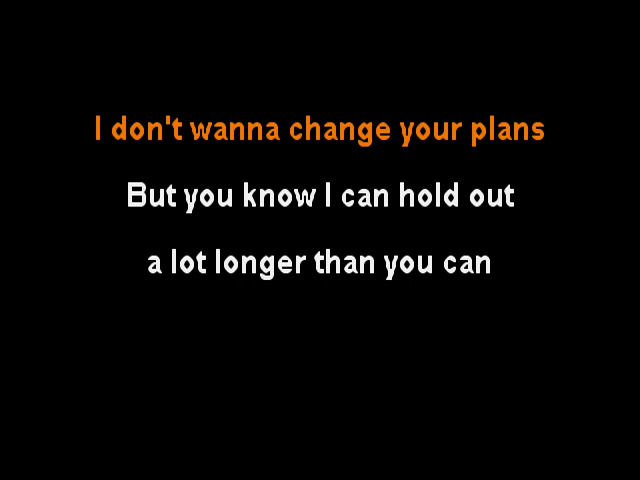 I don't wanna change your plans
But you know I can hold out
a lot longer than you can